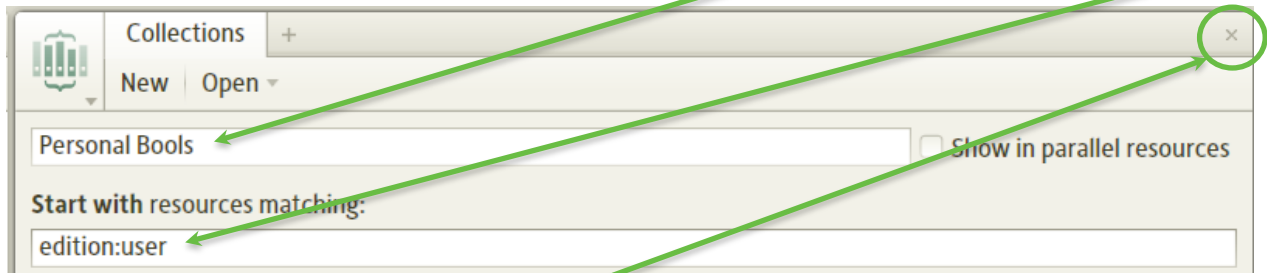 Collections +
New Open
Personal Bools Show in parallel resources
Start with resources matching:
edition:user